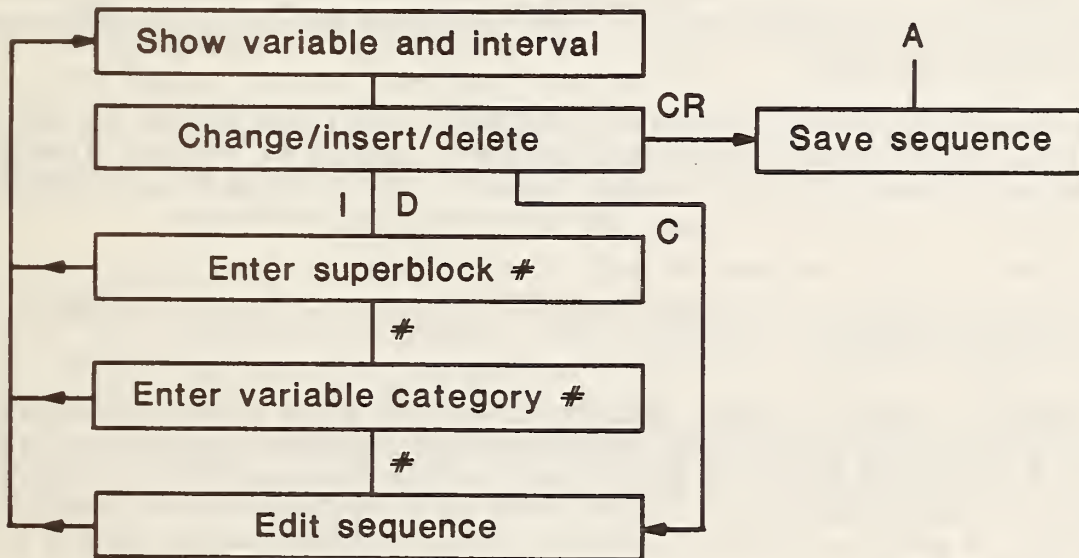 Show variable and interval
A
Change/insert/delete
CR
Save sequence
I D
C
Enter superblock #
#
Enter variable category #
#
Edit sequence